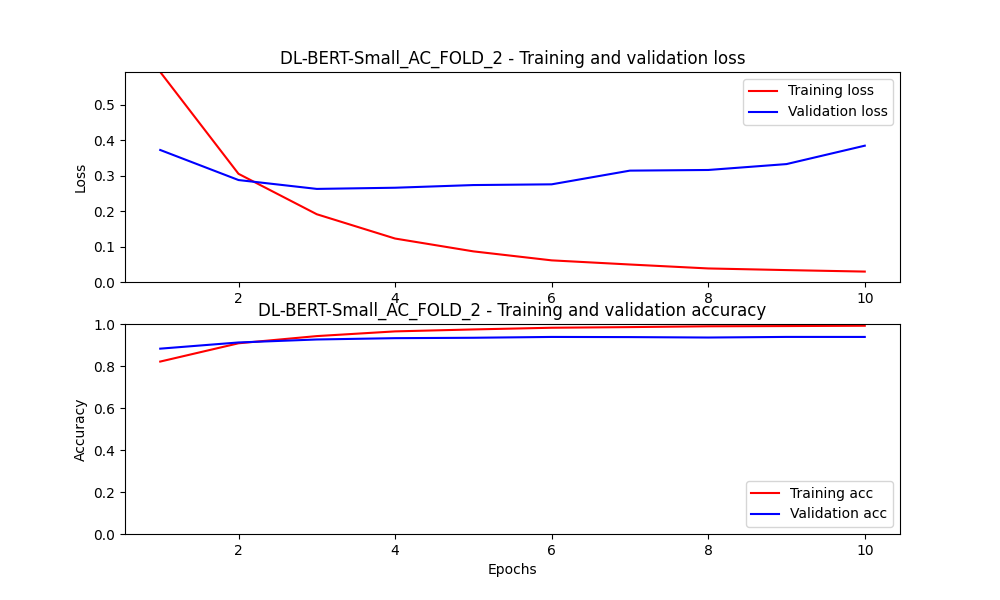 DL-BERT-Small_AC_FOLD_2 - Training and validation loss
Training loss
Validation loss
Loss
0.5
0.4
0.3
0.2
0.1
0.0
2 4 6 8 10
DL-BERT-Small_AC_FOLD_2 - Training and validation accuracy
1.0
0.8
0.6
0.4
0.2
0.0
Accuracy
Training acc
Validation acc
2 4 6 8 10
Epochs